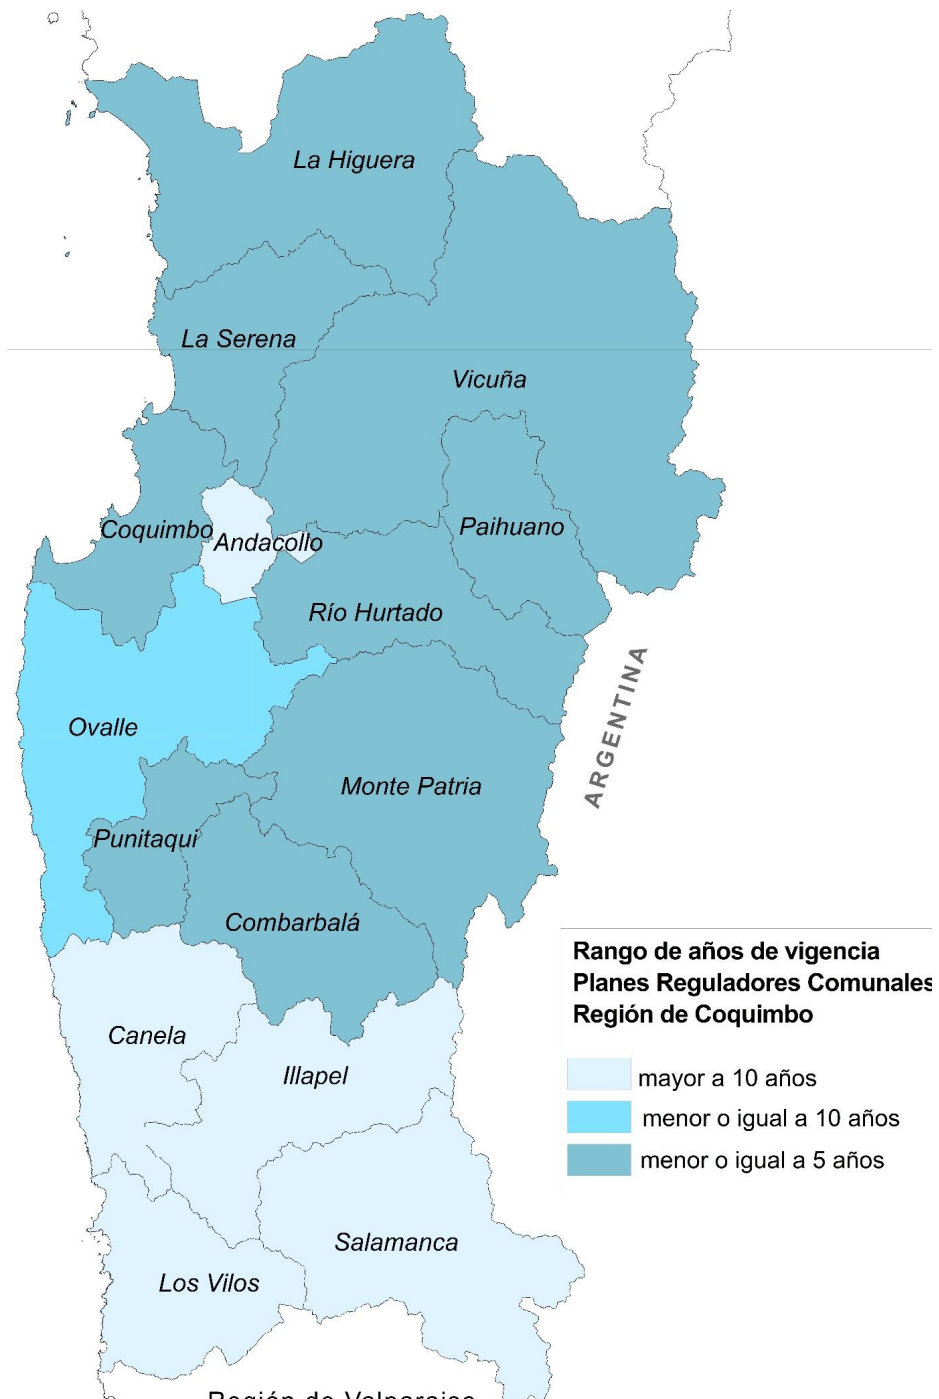 La Higuera
La Serena
Vicuña
Coquimbo
Andacollo
Paihuano
Río Hurtado
ARGENTINA
Ovalle
Monte Patria
Punitaqui
Combarbalá
Rango de años de vigencia
Planes Reguladores Comunales
Región de Coquimbo
mayor a 10 años
menor o igual a 10 años
menor o igual a 5 años
Canela
Illapel
Salamanca
Los Vilos
Región de Valparaíso